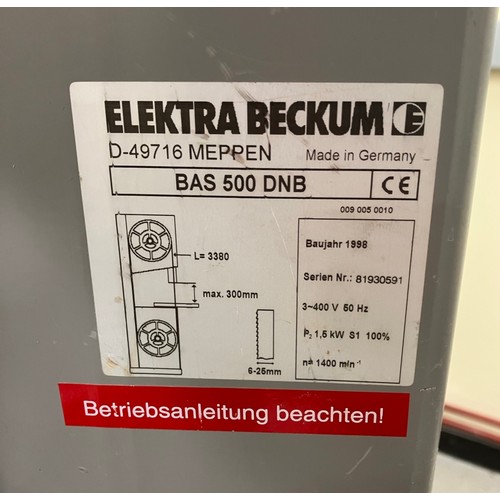 ELEKTRA BECKUM E
D-49716 MEPPEN Made in Germany
BAS 500 DNB CE
009 005 0010
L= 3380
max. 300mm
6-25mm
Baujahr 1998
Serien Nr.: 81930591
3~400 V 50 Hz
P₂ 1,5 kW S1 100%
n= 1400 min⁻¹
Betriebsanleitung beachten!